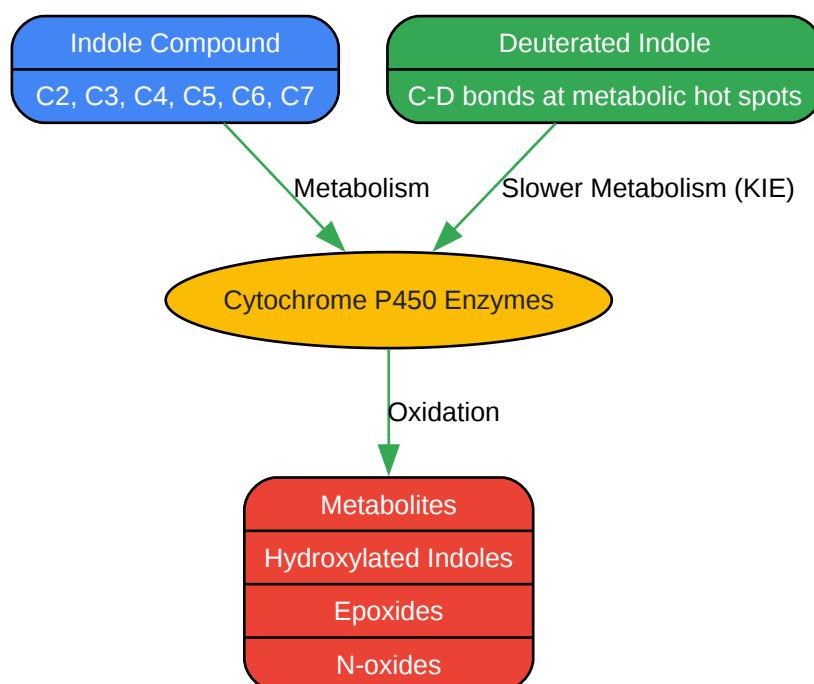 Indole Compound
C2, C3, C4, C5, C6, C7
Deuterated Indole
C-D bonds at metabolic hot spots
Metabolism
Slower Metabolism (KIE)
Cytochrome P450 Enzymes
Oxidation
Metabolites
Hydroxylated Indoles
Epoxides
N-oxides